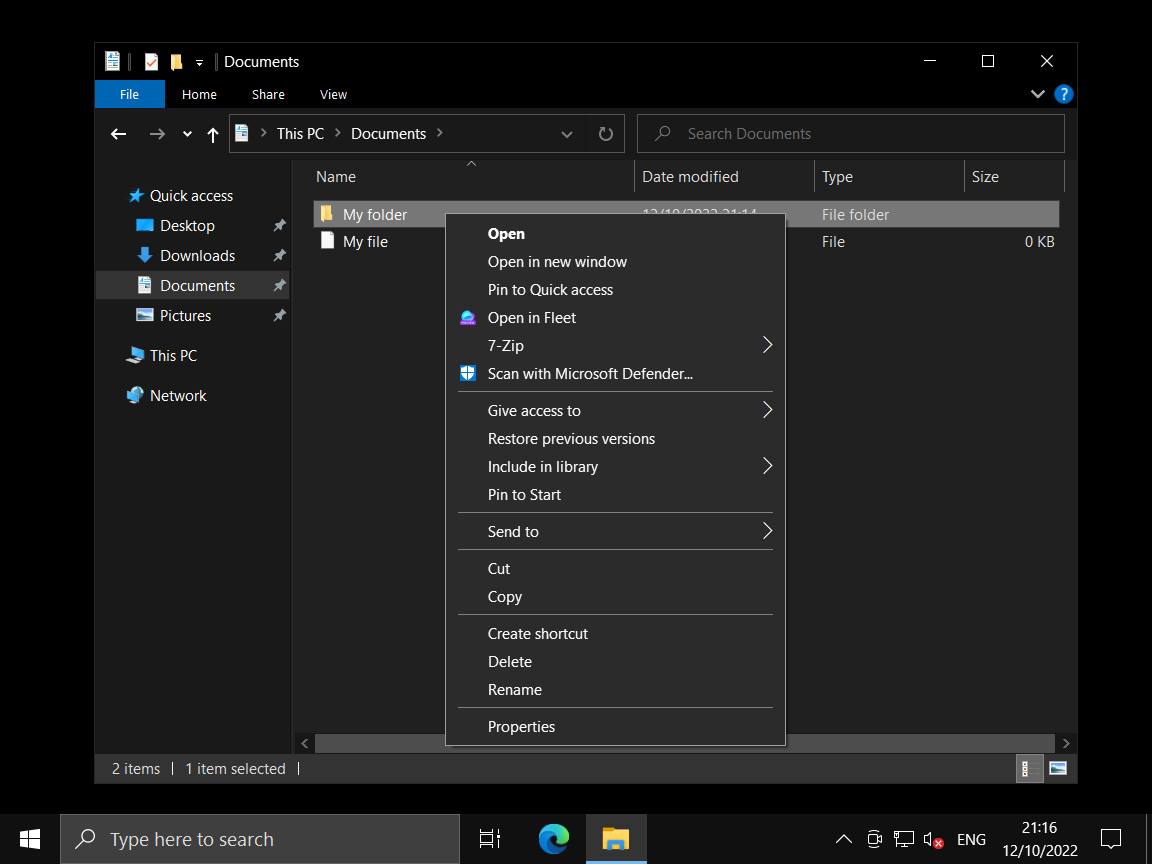 Documents
File Home Share View
This PC Documents
Search Documents
Name Date modified Type Size
Quick access
Desktop
Downloads
Documents
Pictures
This PC
Network
My folder 12/10/2022 21:14 File folder
My file File 0 KB
Open
Open in new window
Pin to Quick access
Open in Fleet
7-Zip
Scan with Microsoft Defender...
Give access to
Restore previous versions
Include in library
Pin to Start
Send to
Cut
Copy
Create shortcut
Delete
Rename
Properties
2 items 1 item selected
Type here to search
ENG
21:16
12/10/2022